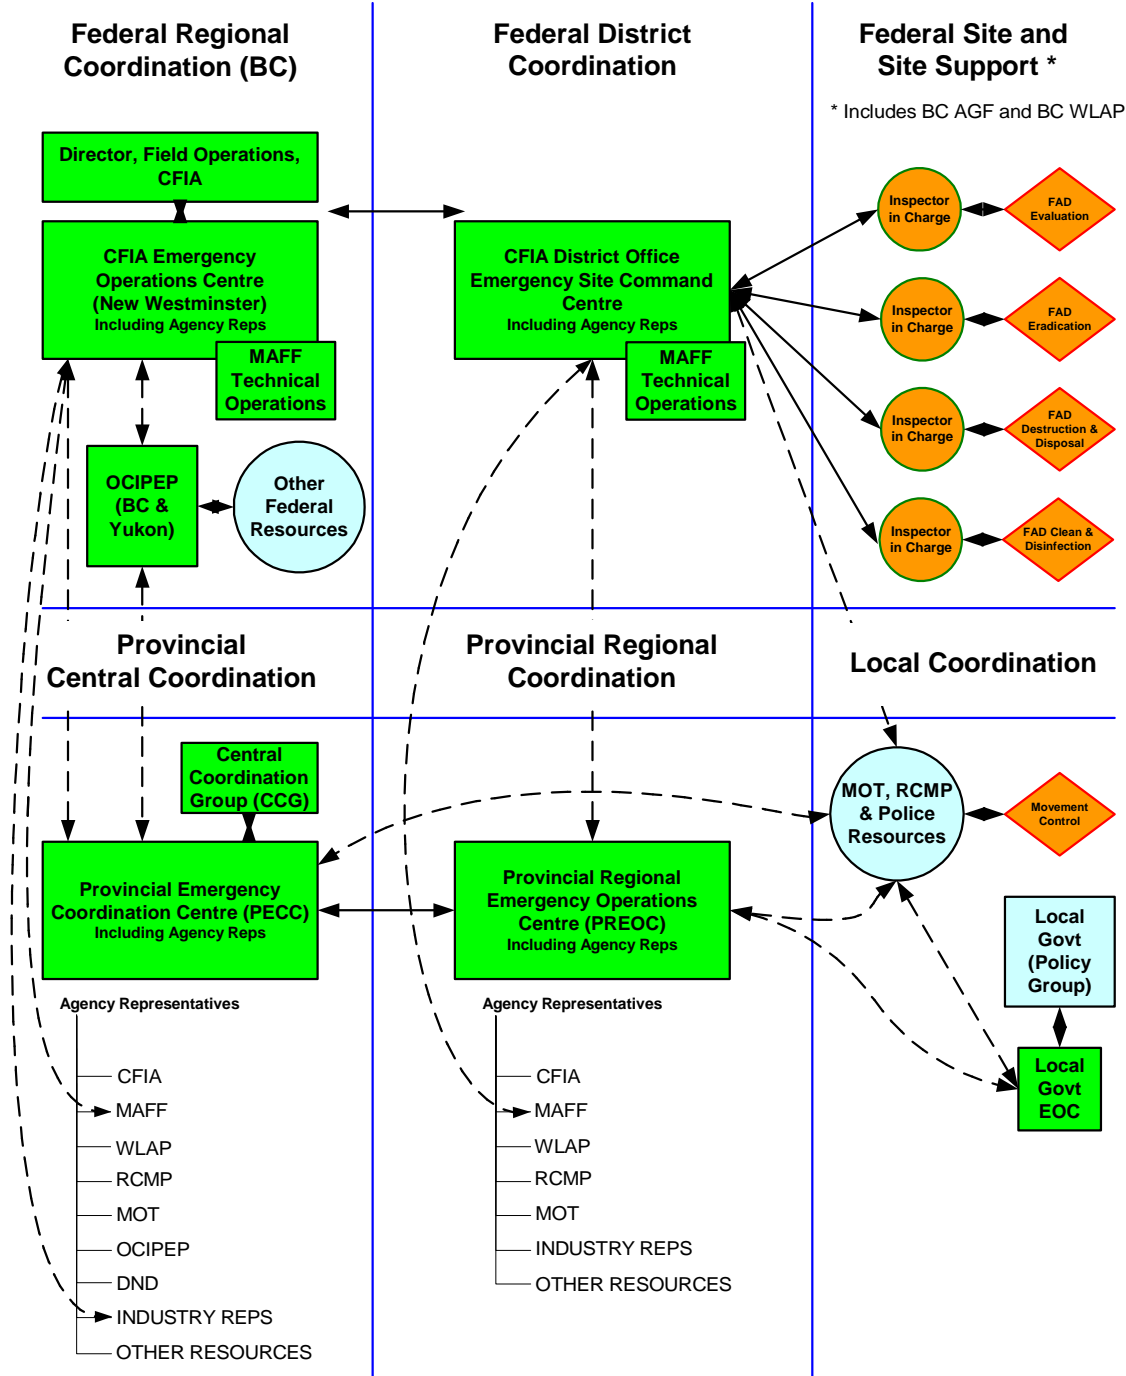 Federal Regional
Coordination (BC)
Federal District
Coordination
Federal Site and
Site Support *
* Includes BC AGF and BC WLAP
Director, Field Operations,
CFIA
CFIA Emergency
Operations Centre
(New Westminster)
Including Agency Reps
MAFF
Technical
Operations
OCIPEP
(BC &
Yukon)
Other
Federal
Resources
CFIA District Office
Emergency Site Command
Centre
Including Agency Reps
MAFF
Technical
Operations
Inspector
in Charge
FAD
Evaluation
Inspector
in Charge
FAD
Eradication
Inspector
in Charge
FAD
Destruction &
Disposal
Inspector
in Charge
FAD Clean &
Disinfection
Provincial
Central Coordination
Provincial Regional
Coordination
Local Coordination
Central
Coordination
Group (CCG)
Provincial Emergency
Coordination Centre (PECC)
Including Agency Reps
Provincial Regional
Emergency Operations
Centre (PREOC)
Including Agency Reps
MOT, RCMP
& Police
Resources
Movement
Control
Local
Govt
(Policy
Group)
Local
Govt
EOC
Agency Representatives
CFIA
MAFF
WLAP
RCMP
MOT
OCIPEP
DND
INDUSTRY REPS
OTHER RESOURCES
Agency Representatives
CFIA
MAFF
WLAP
RCMP
MOT
INDUSTRY REPS
OTHER RESOURCES